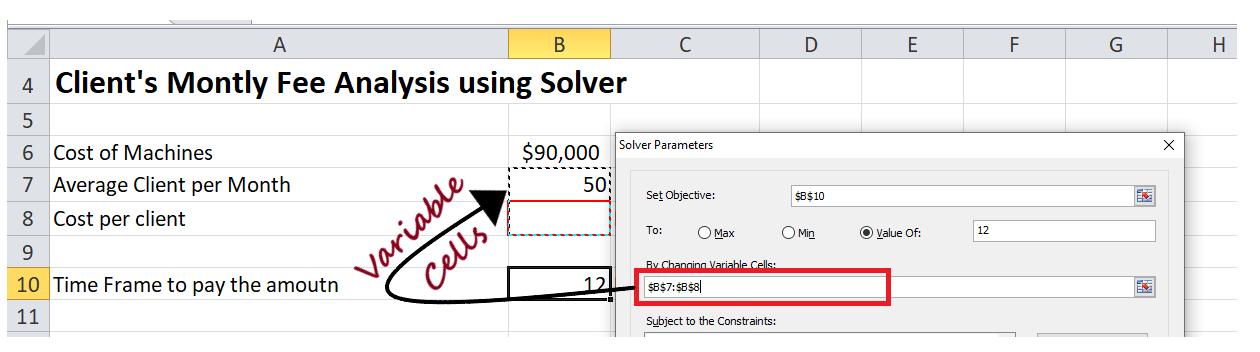 A B C D E F G H
4 Client's Montly Fee Analysis using Solver
5
6 Cost of Machines $90,000
7 Average Client per Month 50
8 Cost per client
9
10 Time Frame to pay the amoutn 12
11
Variable
Cells
Solver Parameters
Set Objective: $B$10
To: Max Min Value Of: 12
By Changing Variable Cells:
$B$7:$B$8
Subject to the Constraints: